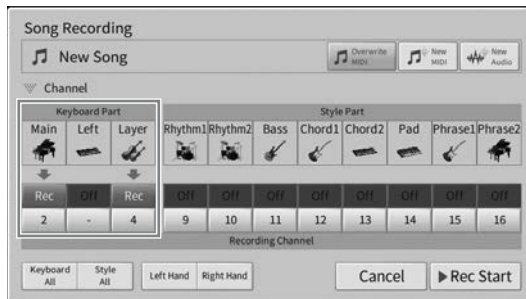 Song Recording
New Song
Overwrite MIDI
New MIDI
New Audio
Channel
Keyboard Part
Style Part
Main Left Layer Rhythm1 Rhythm2 Bass Chord1 Chord2 Pad Phrase1 Phrase2
Rec Off Rec Off Off Off Off Off Off Off Off
2 - 4 9 10 11 12 13 14 15 16
Recording Channel
Keyboard All
Style All
Left Hand
Right Hand
Cancel
Rec Start